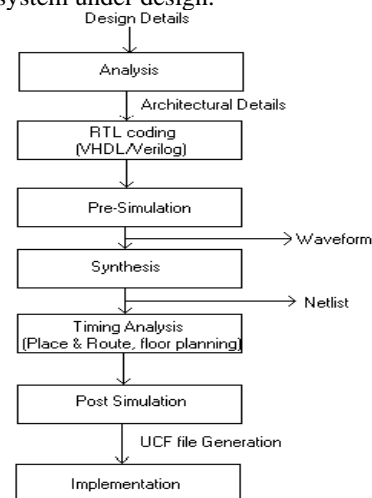 system under design.
Design Details
Analysis
Architectural Details
RTL coding
(VHDL/Verilog)
Pre-Simulation
Waveform
Synthesis
Netlist
Timing Analysis
(Place & Route, floor planning)
Post Simulation
UCF file Generation
Implementation